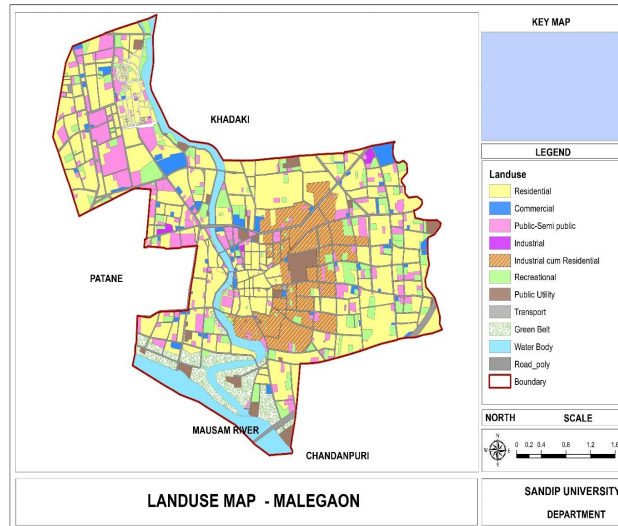 KEY MAP
KHADAKI
PATANE
MAUSAM RIVER
CHANDANPURI
LEGEND
Landuse
Residential
Commercial
Public-Semi public
Industrial
Industrial cum Residential
Recreational
Public Utility
Transport
Green Belt
Water Body
Road_poly
Boundary
NORTH SCALE
N
W E
S
0 0.2 0.4 0.8 1.2 1.6
LANDUSE MAP - MALEGAON
SANDIP UNIVERSITY
DEPARTMENT